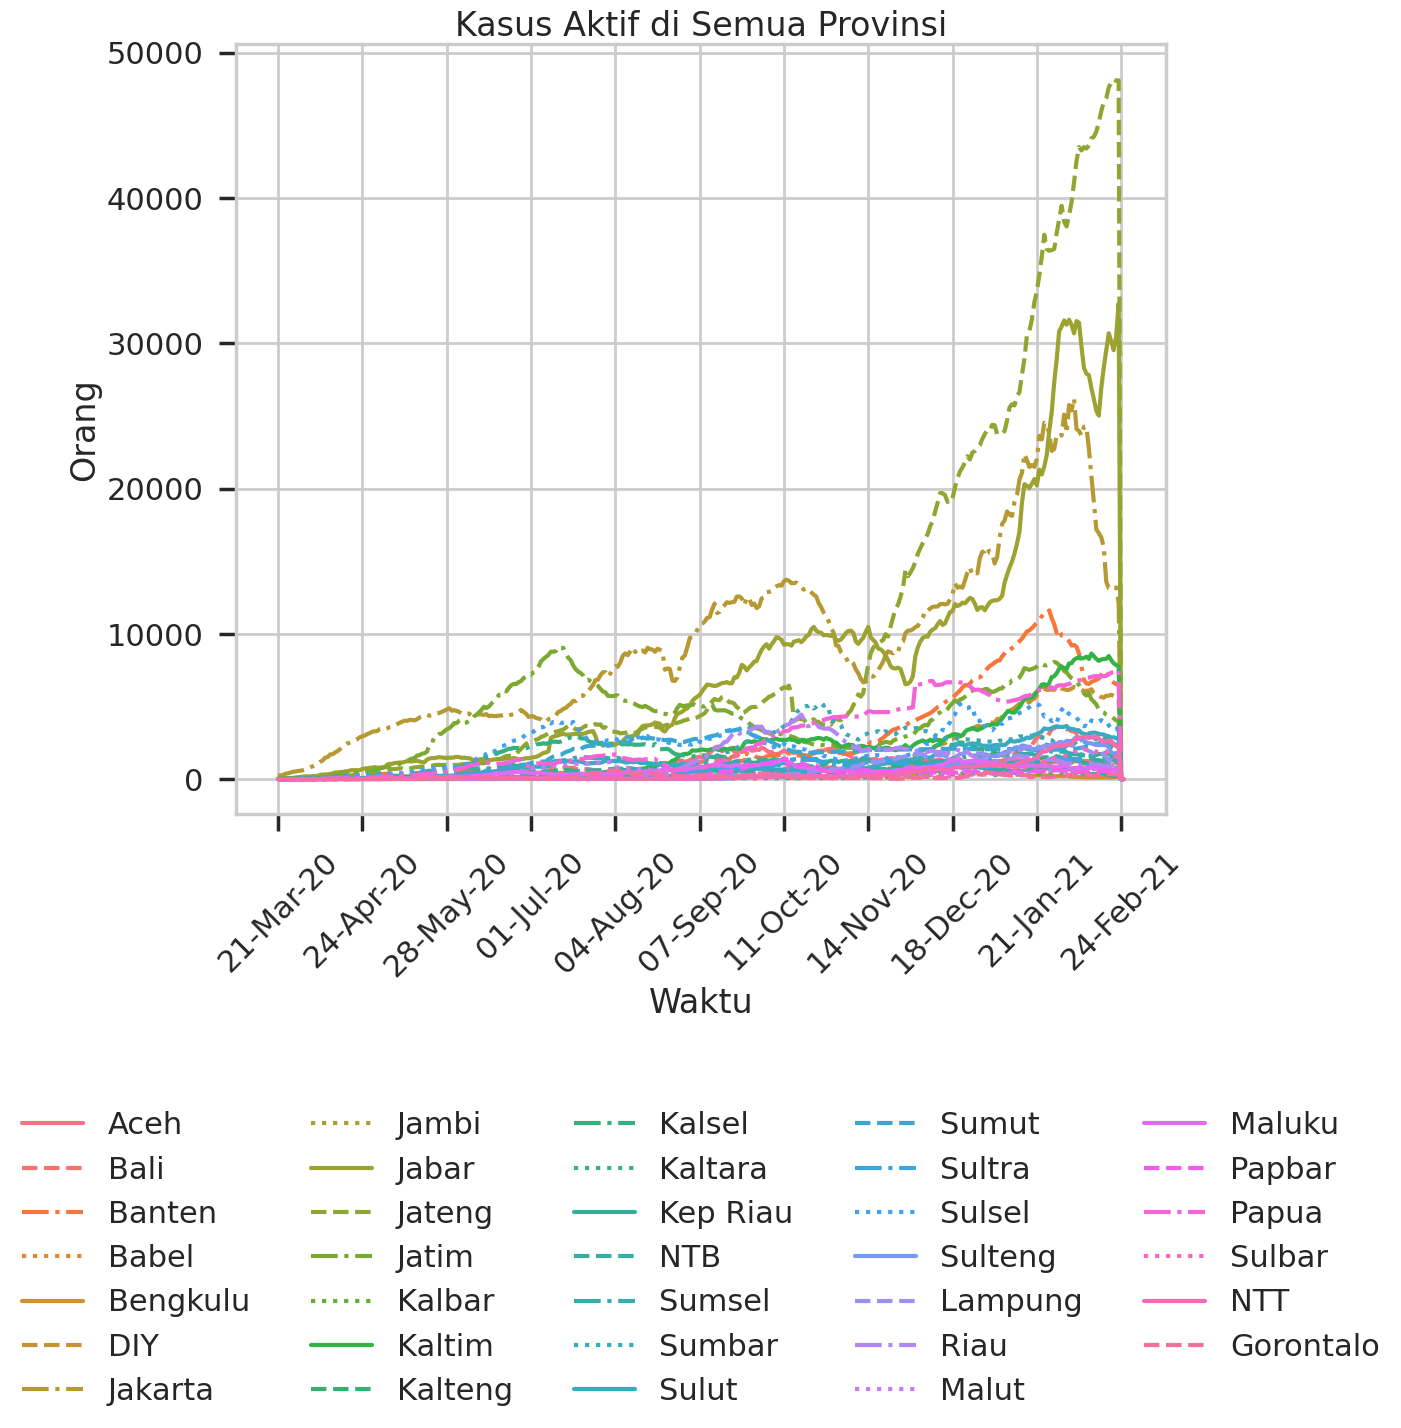 Kasus Aktif di Semua Provinsi
50000
40000
30000
20000
10000
0
Orang
21-Mar-20
24-Apr-20
28-May-20
01-Jul-20
04-Aug-20
07-Sep-20
11-Oct-20
14-Nov-20
18-Dec-20
21-Jan-21
24-Feb-21
Waktu
Aceh
Bali
Banten
Babel
Bengkulu
DIY
Jakarta
Jambi
Jabar
Jateng
Jatim
Kalbar
Kaltim
Kalteng
Kalsel
Kaltara
Kep Riau
NTB
Sumsel
Sumbar
Sulut
Sumut
Sultra
Sulsel
Sulteng
Lampung
Riau
Malut
Maluku
Papbar
Papua
Sulbar
NTT
Gorontalo